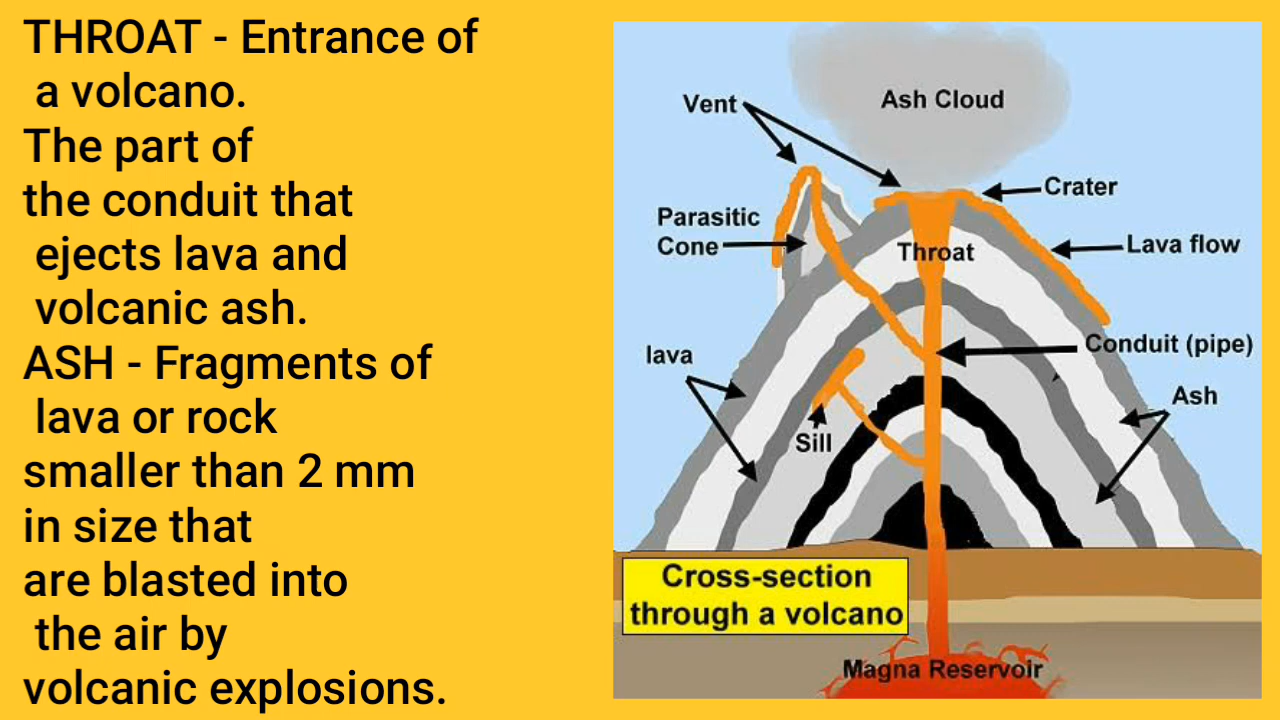 THROAT - Entrance of
a volcano.
The part of
the conduit that
ejects lava and
volcanic ash.
ASH - Fragments of
lava or rock
smaller than 2 mm
in size that
are blasted into
the air by
volcanic explosions.
Vent
Ash Cloud
Crater
Parasitic
Cone
Throat
Lava flow
lava
Conduit (pipe)
Ash
Sill
Cross-section
through a volcano
Magna Reservoir